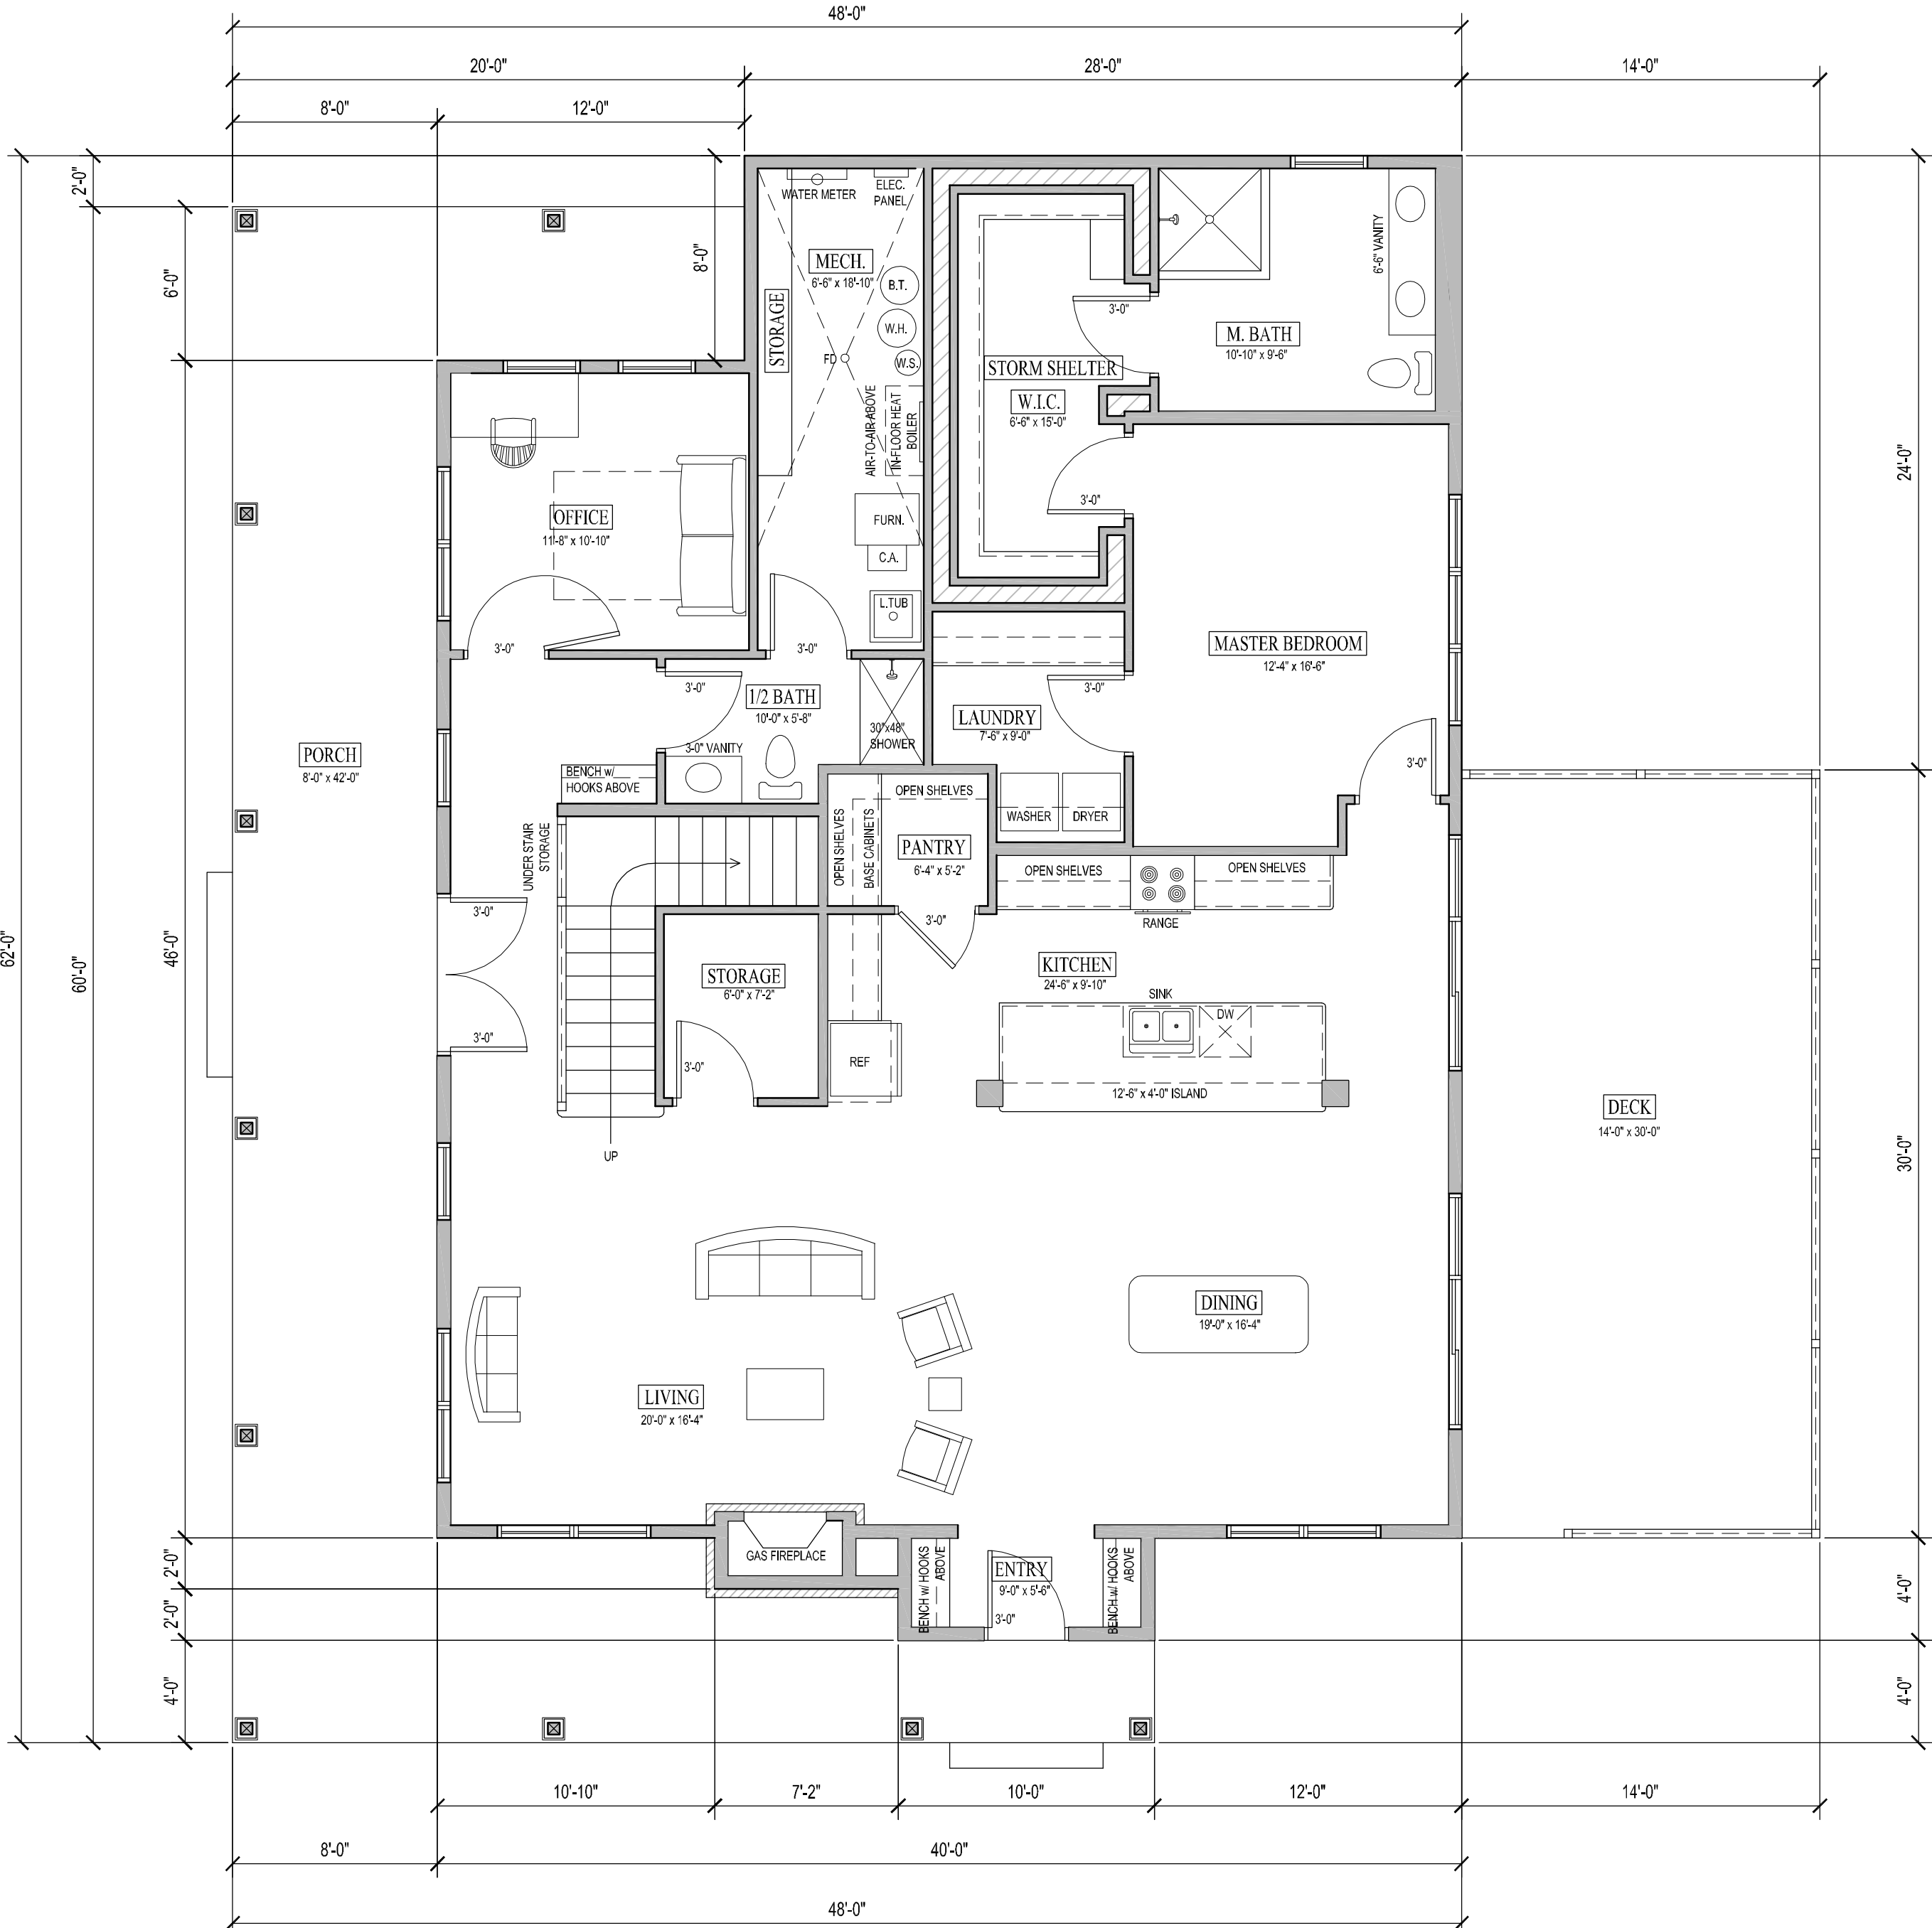 48'-0"
20'-0"
28'-0"
14'-0"
8'-0"
12'-0"
2'-0"
6'-0"
8'-0"
46'-0"
60'-0"
62'-0"
24'-0"
30'-0"
WATER METER
ELEC.
PANEL
MECH.
6'-6" x 18'-10"
STORAGE
B.T.
W.H.
W.S.
FD
AIR-TO-AIR ABOVE
IN-FLOOR HEAT
BOILER
FURN.
C.A.
L.TUB
3'-0"
STORM SHELTER
W.I.C.
6'-6" x 15'-0"
3'-0"
3'-0"
M. BATH
10'-10" x 9'-6"
6'-6" VANITY
OFFICE
11'-8" x 10'-10"
3'-0"
MASTER BEDROOM
12'-4" x 16'-6"
3'-0"
3'-0"
1/2 BATH
10'-0" x 5'-8"
3'-0"
3-0" VANITY
30"x48"
SHOWER
LAUNDRY
7'-6" x 9'-0"
WASHER
DRYER
PORCH
8'-0" x 42'-0"
BENCH w/
HOOKS ABOVE
UNDER STAIR
STORAGE
OPEN SHELVES
OPEN SHELVES
BASE CABINETS
PANTRY
6'-4" x 5'-2"
3'-0"
OPEN SHELVES
OPEN SHELVES
RANGE
3'-0"
3'-0"
STORAGE
6'-0" x 7'-2"
3'-0"
REF
KITCHEN
24'-6" x 9'-10"
SINK
DW
12'-6" x 4'-0" ISLAND
UP
DECK
14'-0" x 30'-0"
DINING
19'-0" x 16'-4"
LIVING
20'-0" x 16'-4"
GAS FIREPLACE
BENCH w/ HOOKS
ABOVE
ENTRY
9'-0" x 5'-6"
3'-0"
BENCH w/ HOOKS
ABOVE
2'-0"
2'-0"
4'-0"
4'-0"
4'-0"
10'-10"
7'-2"
10'-0"
12'-0"
14'-0"
8'-0"
40'-0"
48'-0"